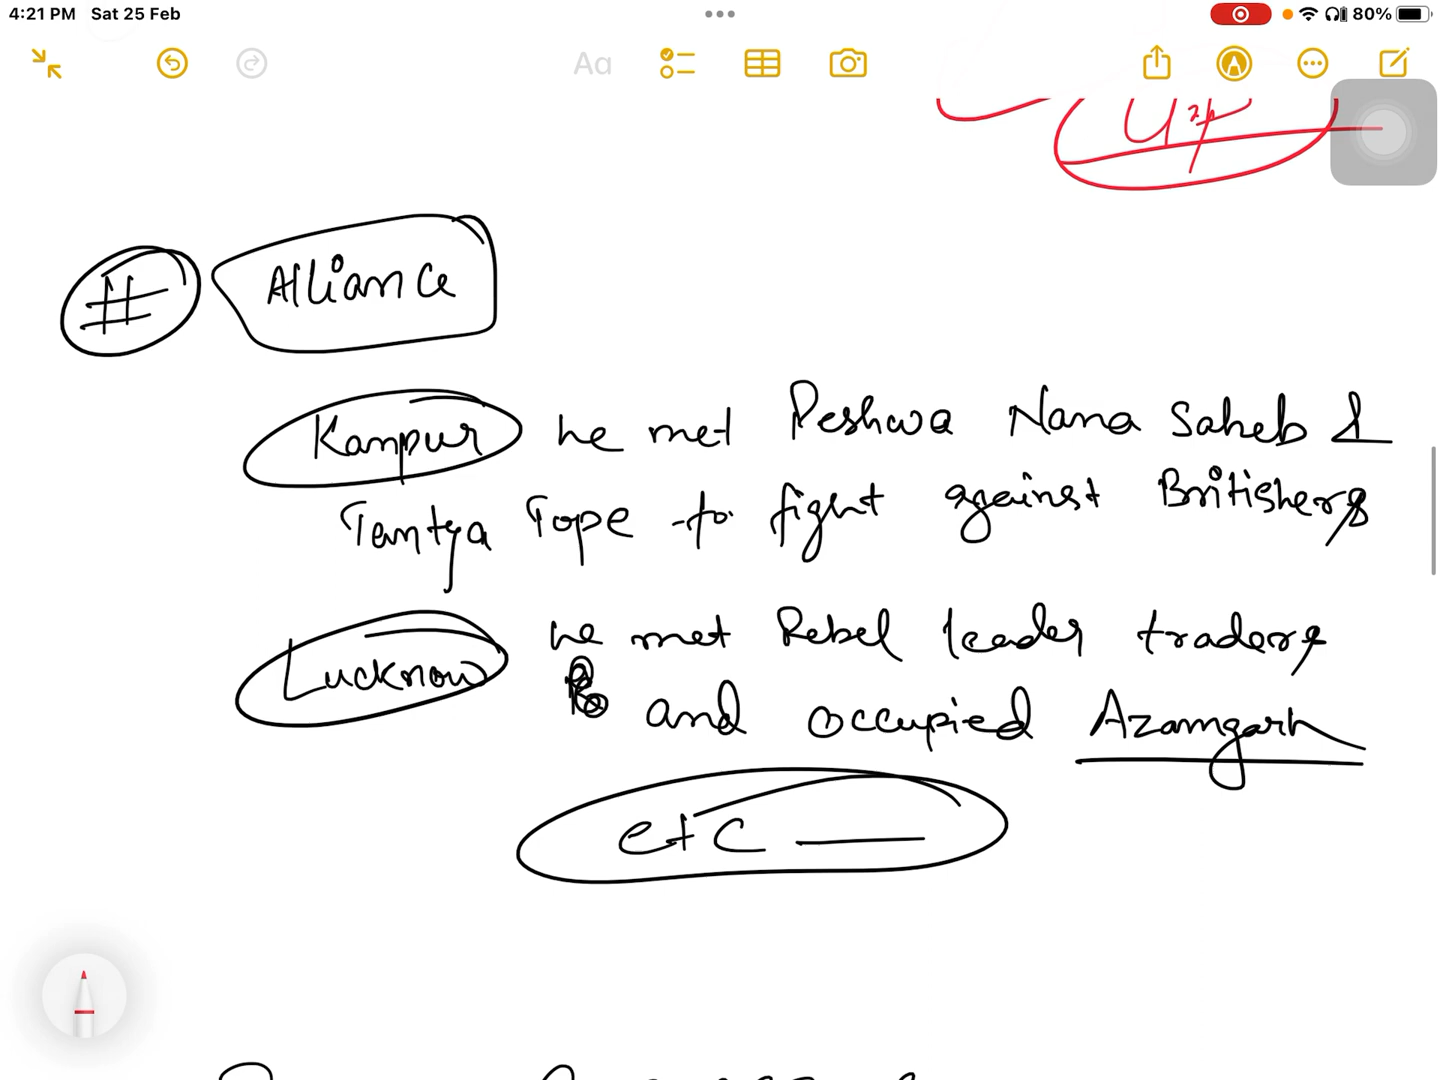 4:21 PM Sat 25 Feb
80%
Aa
# Alliance
Kanpur he met Peshwa Nana Saheb &
Tantya Tope to fight against Britishers
Lucknow he met Rebel leader traders
and occupied Azamgarh
etc